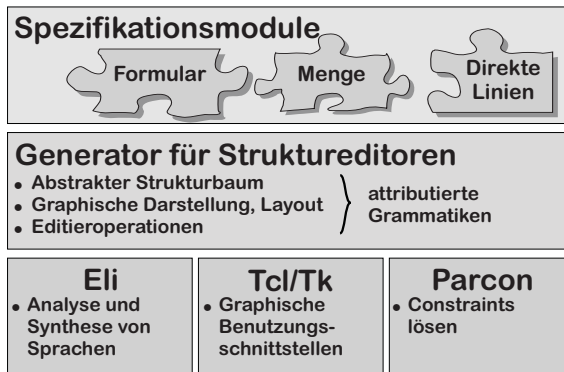 Spezifikationsmodule
Formular
Menge
Direkte
Linien
Generator für Struktureditoren
• Abstrakter Strukturbaum
• Graphische Darstellung, Layout
• Editieroperationen
attributierte
Grammatiken
Eli
• Analyse und
Synthese von
Sprachen
Tcl/Tk
• Graphische
Benutzungs-
schnittstellen
Parcon
• Constraints
lösen